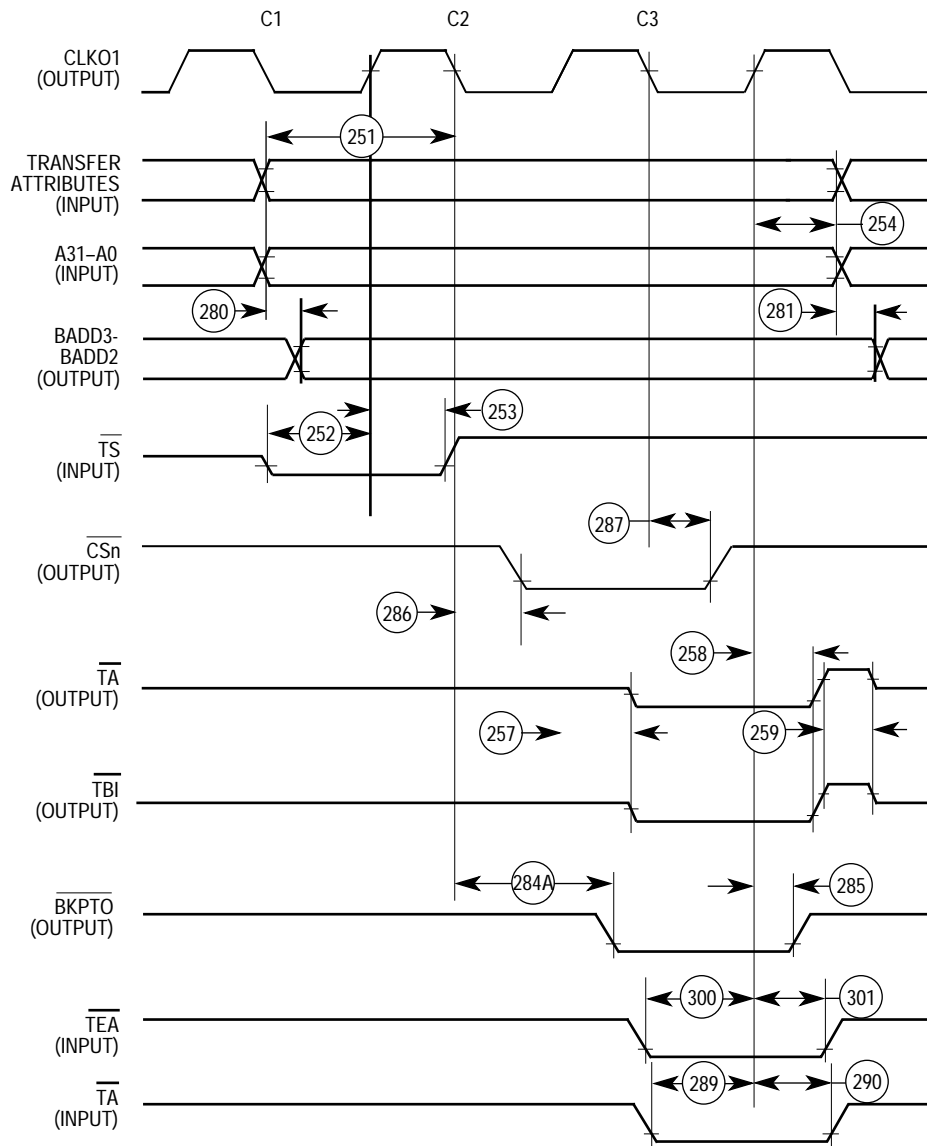 C1 C2 C3
CLKO1
(OUTPUT)
251
TRANSFER
ATTRIBUTES
(INPUT)
254
A31–A0
(INPUT)
280 281
BADD3-
BADD2
(OUTPUT)
252 253
TS
(INPUT)
287
CSn
(OUTPUT)
286
258
TA
(OUTPUT)
257 259
TBI
(OUTPUT)
284A 285
BKPTO
(OUTPUT)
300 301
TEA
(INPUT)
289 290
TA
(INPUT)